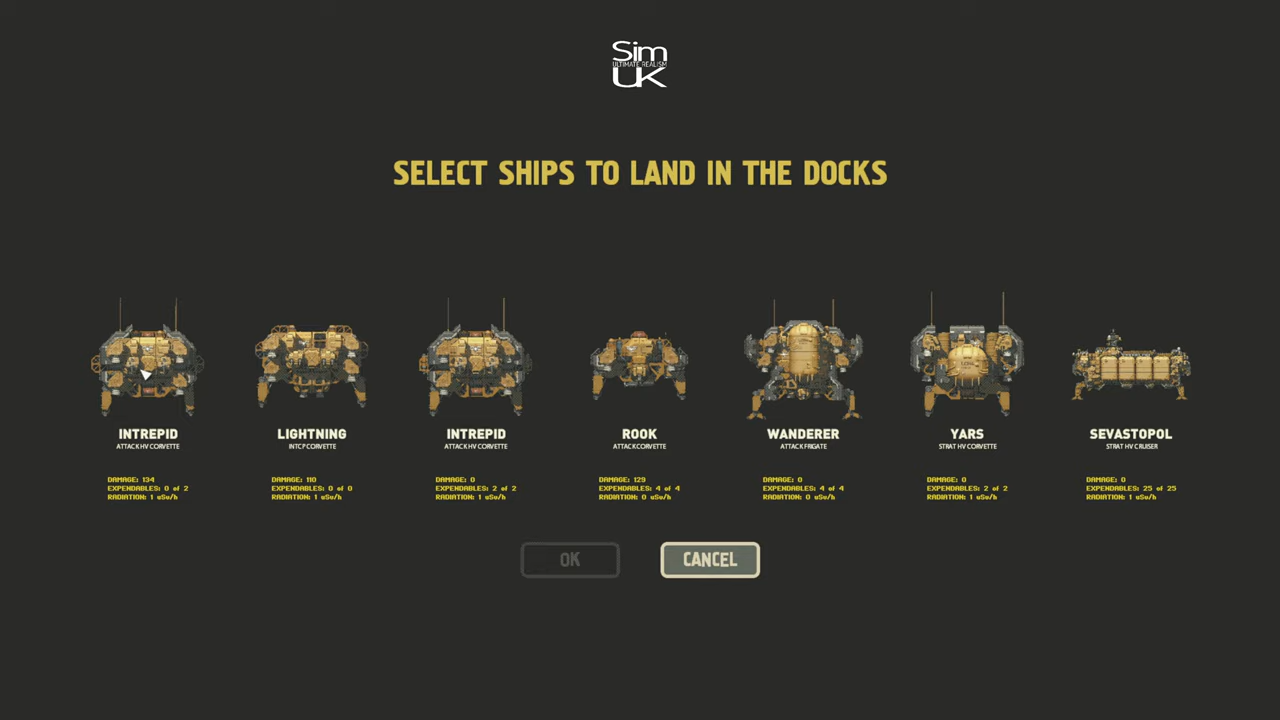 Sim
ULTIMATE REALISM
UK
SELECT SHIPS TO LAND IN THE DOCKS
INTREPID
ATTACK HV CORVETTE
DAMAGE: 134
EXPENDABLES: 0 of 2
RADIATION: 1 uSv/h
LIGHTNING
INTCP CORVETTE
DAMAGE: 110
EXPENDABLES: 0 of 0
RADIATION: 1 uSv/h
INTREPID
ATTACK HV CORVETTE
DAMAGE: 0
EXPENDABLES: 2 of 2
RADIATION: 1 uSv/h
ROOK
ATTACK CORVETTE
DAMAGE: 129
EXPENDABLES: 4 of 4
RADIATION: 0 uSv/h
WANDERER
ATTACK FRIGATE
DAMAGE: 0
EXPENDABLES: 4 of 4
RADIATION: 0 uSv/h
YARS
STRAT HV CORVETTE
DAMAGE: 0
EXPENDABLES: 2 of 2
RADIATION: 1 uSv/h
SEVASTOPOL
STRAT HV CRUISER
DAMAGE: 0
EXPENDABLES: 25 of 25
RADIATION: 1 uSv/h
OK
CANCEL